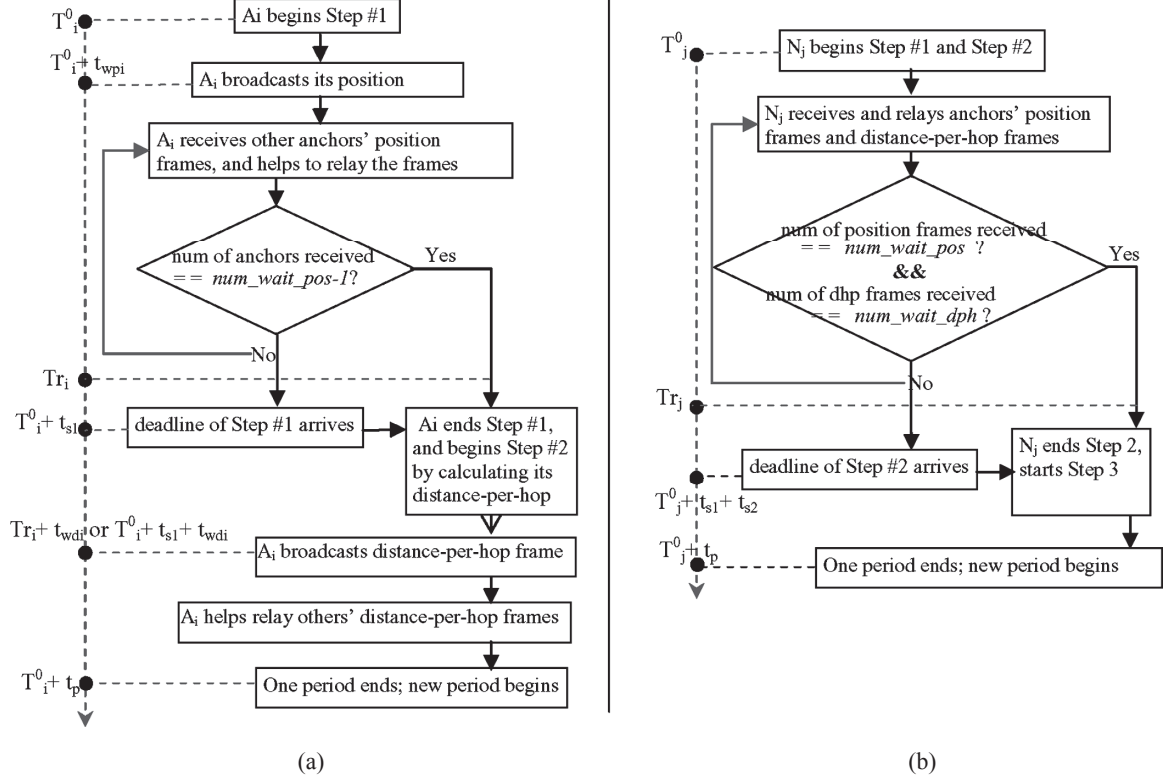 T⁰ᵢ
Ai begins Step #1
T⁰ᵢ+ t_wpi
Aᵢ broadcasts its position
Aᵢ receives other anchors' position
frames, and helps to relay the frames
num of anchors received
== num_wait_pos-1?
Yes
No
Trᵢ
T⁰ᵢ+ t_s1
deadline of Step #1 arrives
Ai ends Step #1,
and begins Step #2
by calculating its
distance-per-hop
Trᵢ+ t_wdi or T⁰ᵢ+ t_s1+ t_wdi
Aᵢ broadcasts distance-per-hop frame
Aᵢ helps relay others' distance-per-hop frames
T⁰ᵢ+ t_p
One period ends; new period begins
(a)
T⁰ⱼ
Nⱼ begins Step #1 and Step #2
Nⱼ receives and relays anchors' position
frames and distance-per-hop frames
num of position frames received
== num_wait_pos ?
&&
num of dhp frames received
== num_wait_dph ?
Yes
No
Trⱼ
deadline of Step #2 arrives
Nⱼ ends Step 2,
starts Step 3
T⁰ⱼ+ t_s1+ t_s2
T⁰ⱼ+ t_p
One period ends; new period begins
(b)